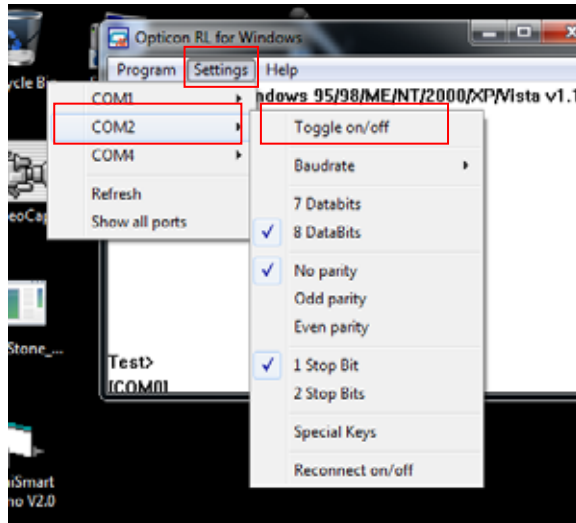 Opticon RL for Windows
Program Settings Help
ycle B
COM1
ndows 95/98/ME/NT/2000/XP/Vista v1.1
COM2
Toggle on/off
COM4
Baudrate
Refresh
7 Databits
eoCa
Show all ports
8 DataBits
No parity
Odd parity
Even parity
Stone_...
Test>
1 Stop Bit
[COM0]
2 Stop Bits
Special Keys
Reconnect on/off
iSmart
no V2.0